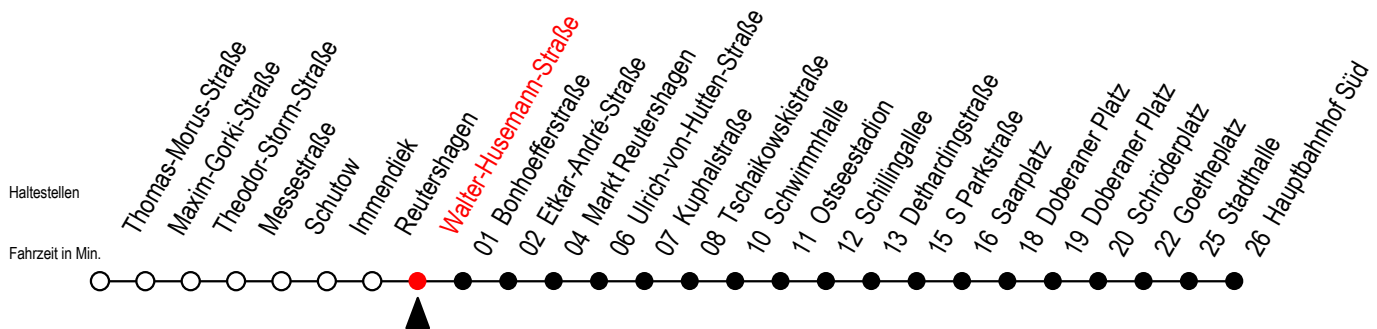 Haltestellen
Fahrzeit in Min.
Thomas-Morus-Straße
Maxim-Gorki-Straße
Theodor-Storm-Straße
Messestraße
Schutow
Immendiek
Reutershagen
Walter-Husemann-Straße
01 Bonhoefferstraße
02 Etkar-André-Straße
04 Markt Reutershagen
06 Ulrich-von-Hutten-Straße
07 Kuphalstraße
08 Tschaikowskistraße
10 Schwimmhalle
11 Ostseestadion
12 Schillingallee
13 Dethardingstraße
15 S Parkstraße
16 Saarplatz
18 Doberaner Platz
19 Doberaner Platz
20 Schröderplatz
22 Goetheplatz
25 Stadthalle
26 Hauptbahnhof Süd